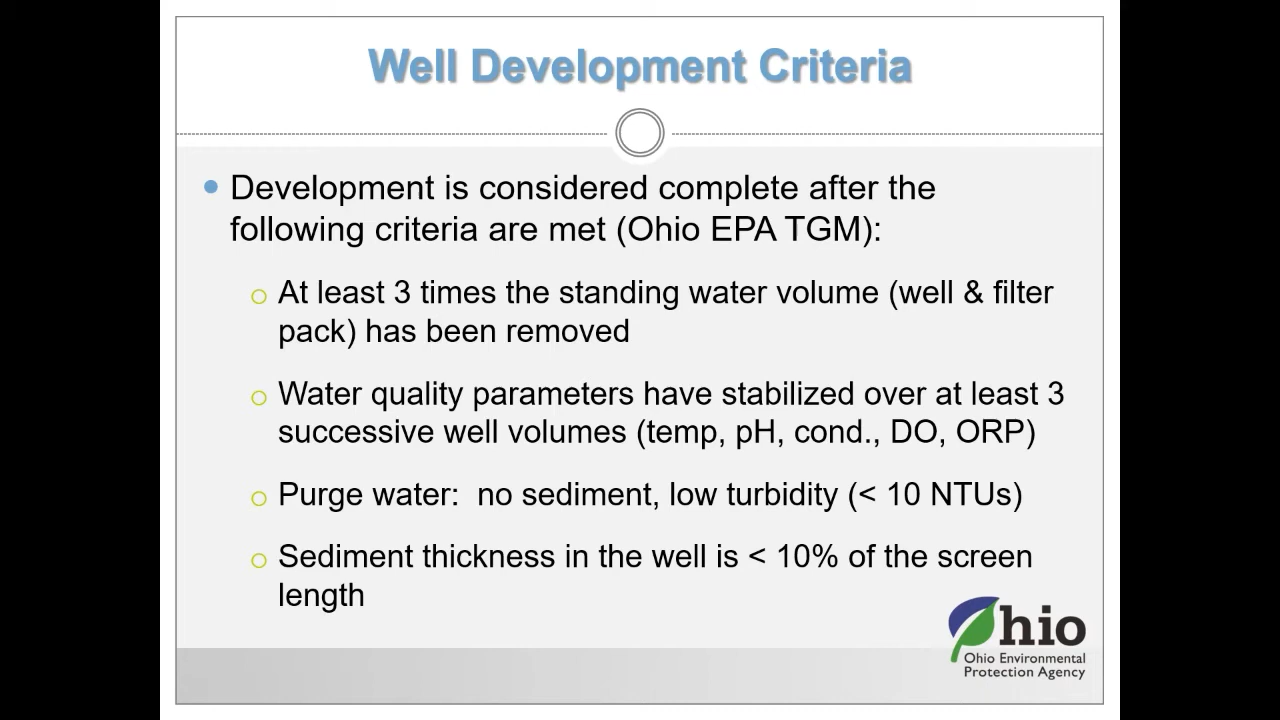 Well Development Criteria
Development is considered complete after the
following criteria are met (Ohio EPA TGM):
At least 3 times the standing water volume (well & filter
pack) has been removed
Water quality parameters have stabilized over at least 3
successive well volumes (temp, pH, cond., DO, ORP)
Purge water:  no sediment, low turbidity (< 10 NTUs)
Sediment thickness in the well is < 10% of the screen
length
Ohio
Ohio Environmental
Protection Agency